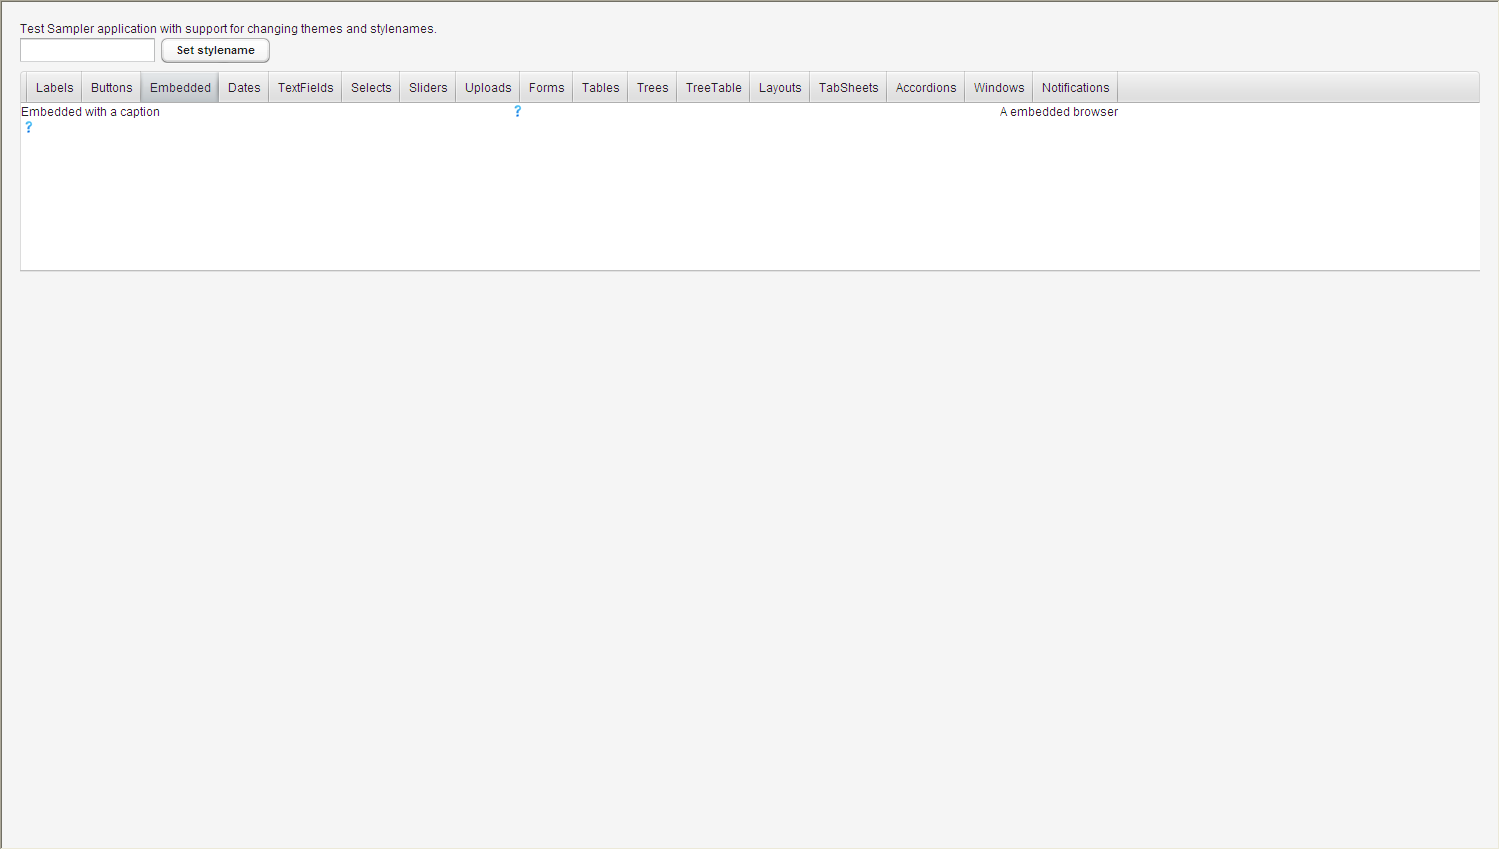 Test Sampler application with support for changing themes and stylenames.
Set stylename
Labels Buttons Embedded Dates TextFields Selects Sliders Uploads Forms Tables Trees TreeTable Layouts TabSheets Accordions Windows Notifications
Embedded with a caption ? A embedded browser
?